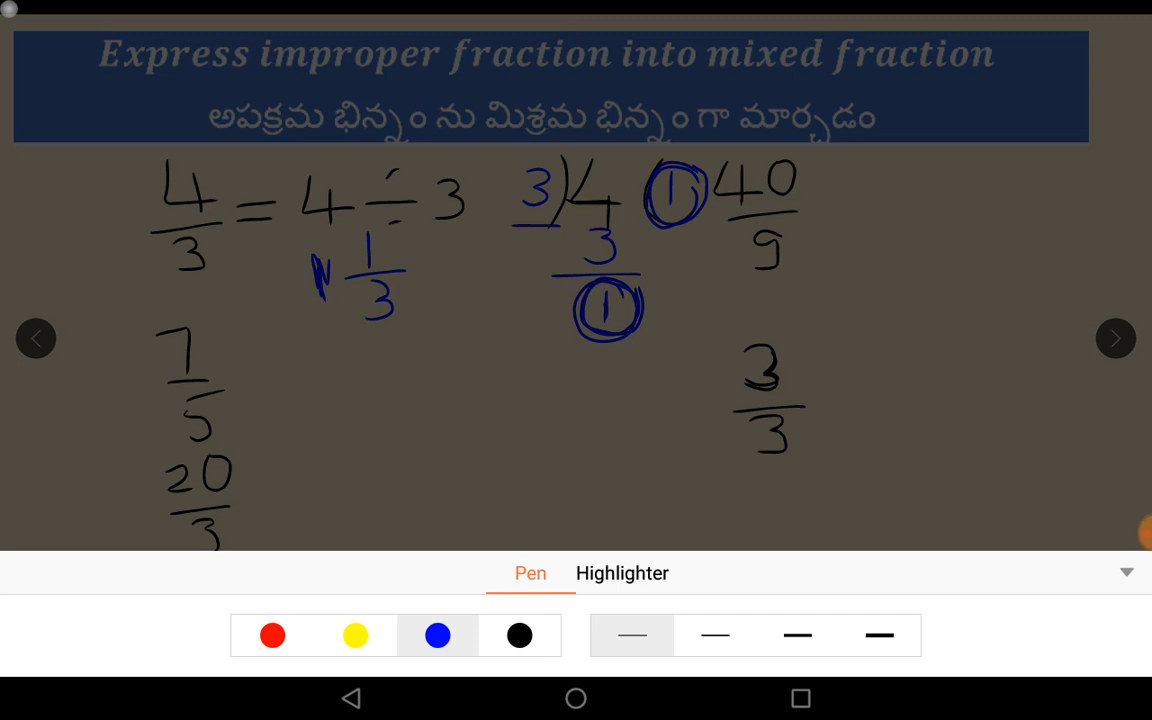 Express improper fraction into mixed fraction
అపక్రమ భిన్నం ను మిశ్రమ భిన్నం గా మార్చడం
4/3 = 4 ÷ 3 3)4(1 40/9
1/3 3
1
7/5 3/3
20/3
Pen Highlighter